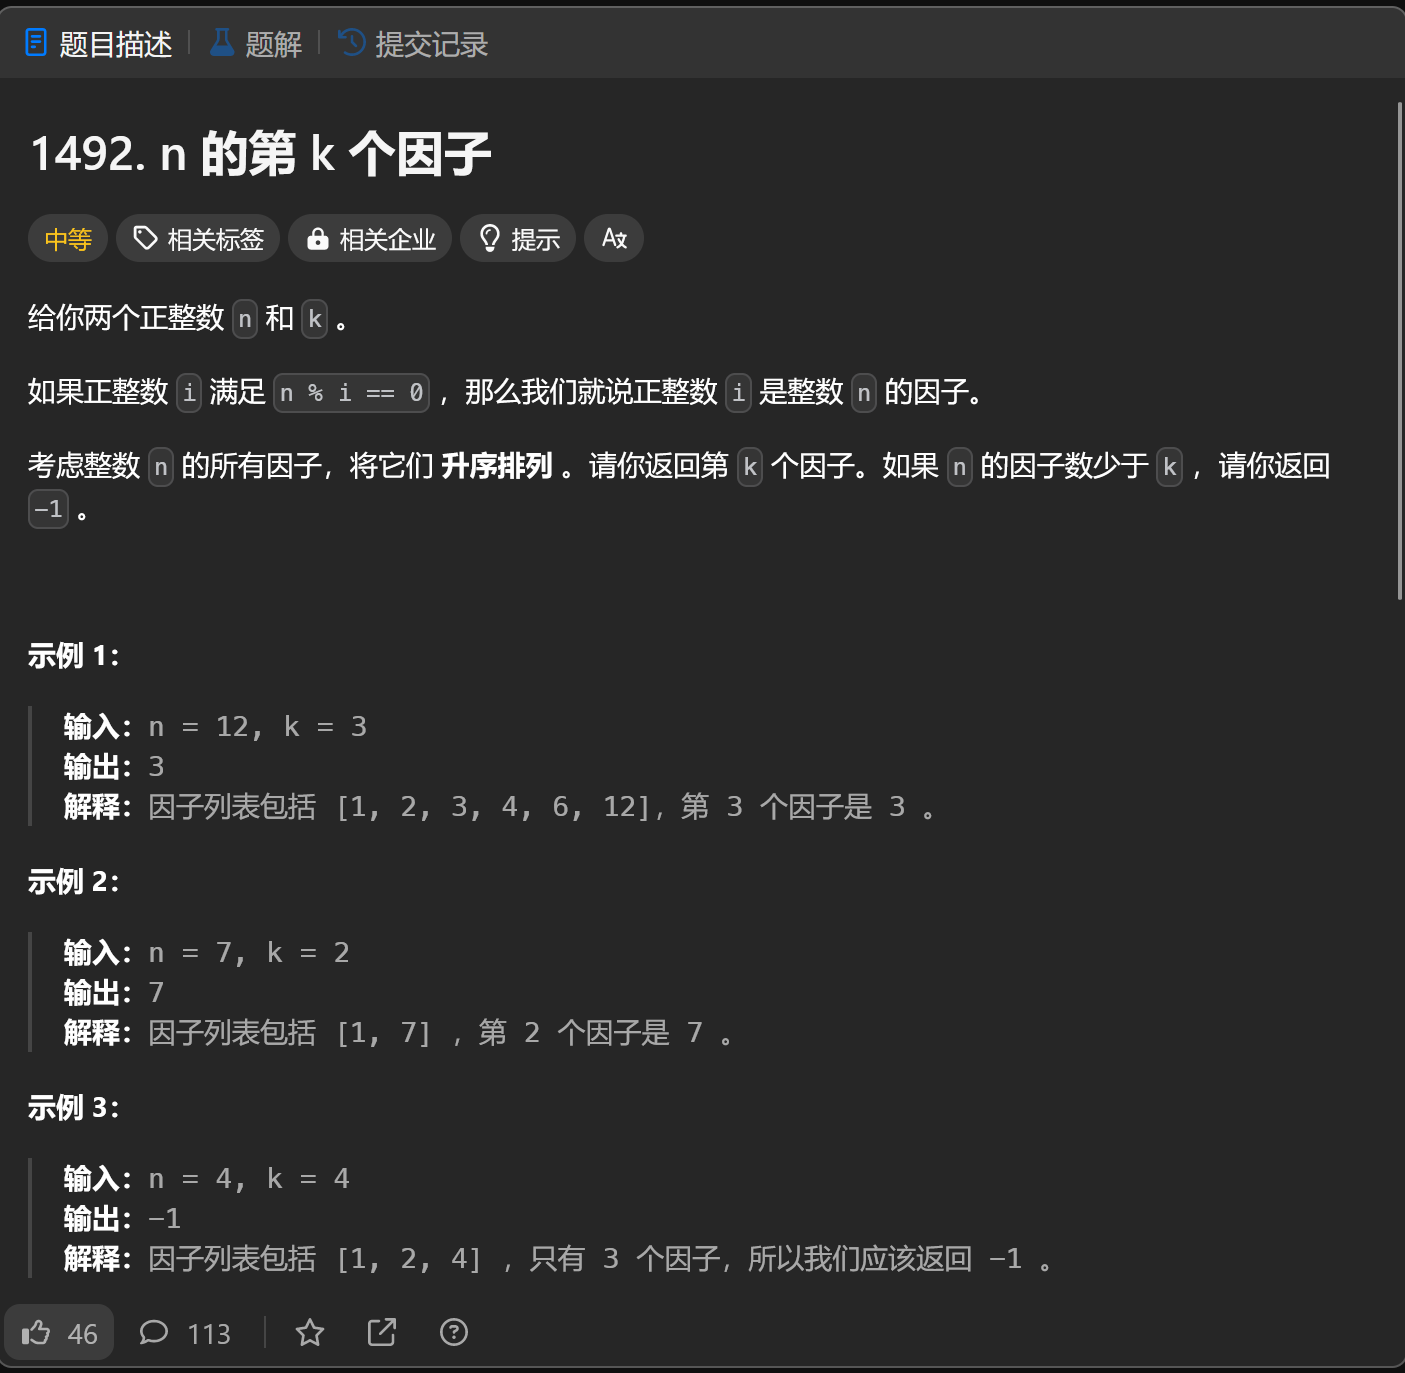 题目描述 | 题解 | 提交记录
1492. n 的第 k 个因子
中等 相关标签 相关企业 提示
给你两个正整数 n 和 k 。
如果正整数 i 满足 n % i == 0 ，那么我们就说正整数 i 是整数 n 的因子。
考虑整数 n 的所有因子，将它们 升序排列 。请你返回第 k 个因子。如果 n 的因子数少于 k ，请你返回
-1 。
示例 1：
输入：n = 12, k = 3
输出：3
解释：因子列表包括 [1, 2, 3, 4, 6, 12]，第 3 个因子是 3 。
示例 2：
输入：n = 7, k = 2
输出：7
解释：因子列表包括 [1, 7] ，第 2 个因子是 7 。
示例 3：
输入：n = 4, k = 4
输出：-1
解释：因子列表包括 [1, 2, 4] ，只有 3 个因子，所以我们应该返回 -1 。
46 113